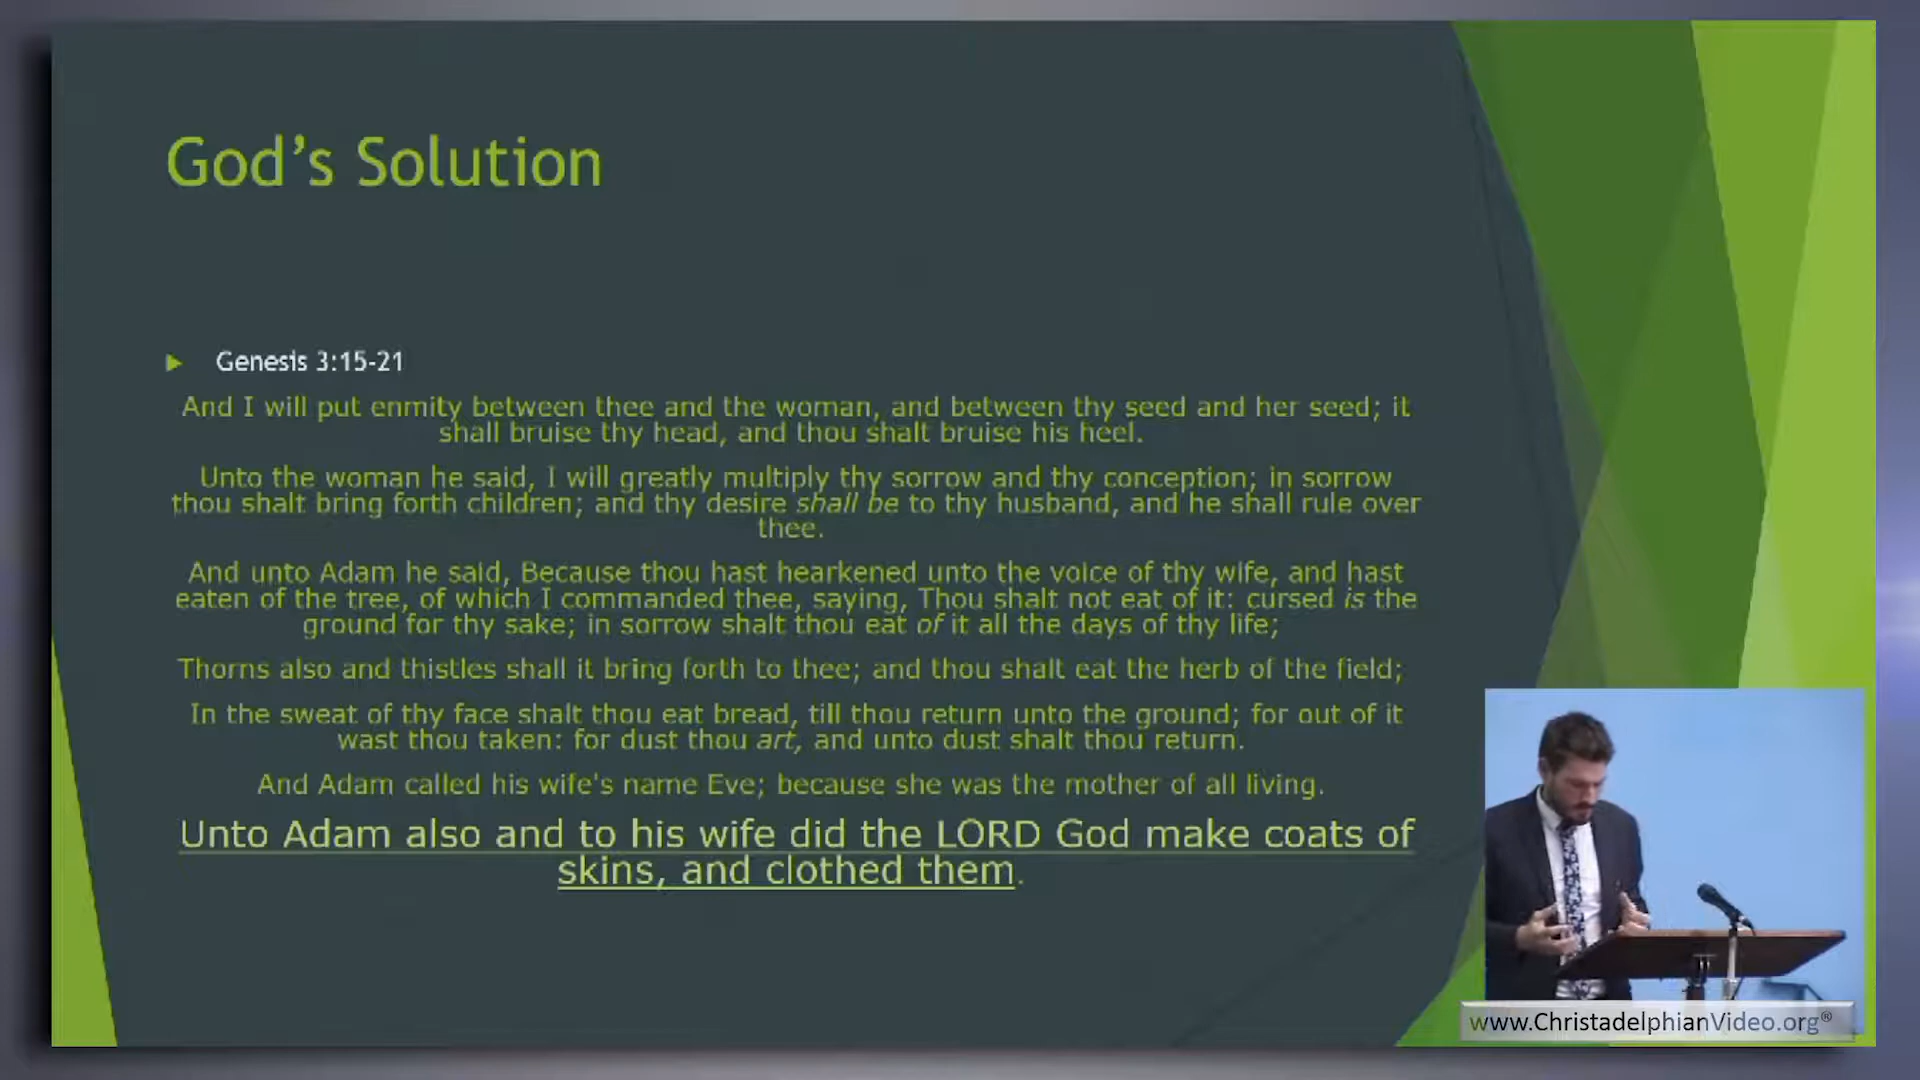 God's Solution
Genesis 3:15-21
And I will put enmity between thee and the woman, and between thy seed and her seed; it
shall bruise thy head, and thou shalt bruise his heel.
Unto the woman he said, I will greatly multiply thy sorrow and thy conception; in sorrow
thou shalt bring forth children; and thy desire shall be to thy husband, and he shall rule over
thee.
And unto Adam he said, Because thou hast hearkened unto the voice of thy wife, and hast
eaten of the tree, of which I commanded thee, saying, Thou shalt not eat of it: cursed is the
ground for thy sake; in sorrow shalt thou eat of it all the days of thy life;
Thorns also and thistles shall it bring forth to thee; and thou shalt eat the herb of the field;
In the sweat of thy face shalt thou eat bread, till thou return unto the ground; for out of it
wast thou taken: for dust thou art, and unto dust shalt thou return.
And Adam called his wife's name Eve; because she was the mother of all living.
Unto Adam also and to his wife did the LORD God make coats of
skins, and clothed them.
www.ChristadelphianVideo.org®